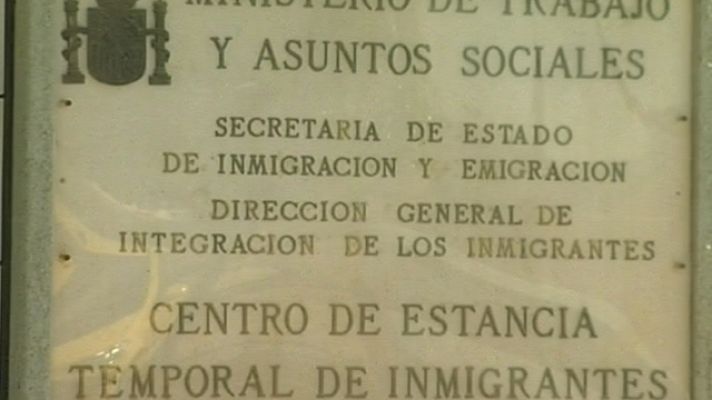 MINISTERIO DE TRABAJO
Y ASUNTOS SOCIALES
SECRETARIA DE ESTADO
DE INMIGRACION Y EMIGRACION
DIRECCION GENERAL DE
INTEGRACION DE LOS INMIGRANTES
CENTRO DE ESTANCIA
TEMPORAL DE INMIGRANTES